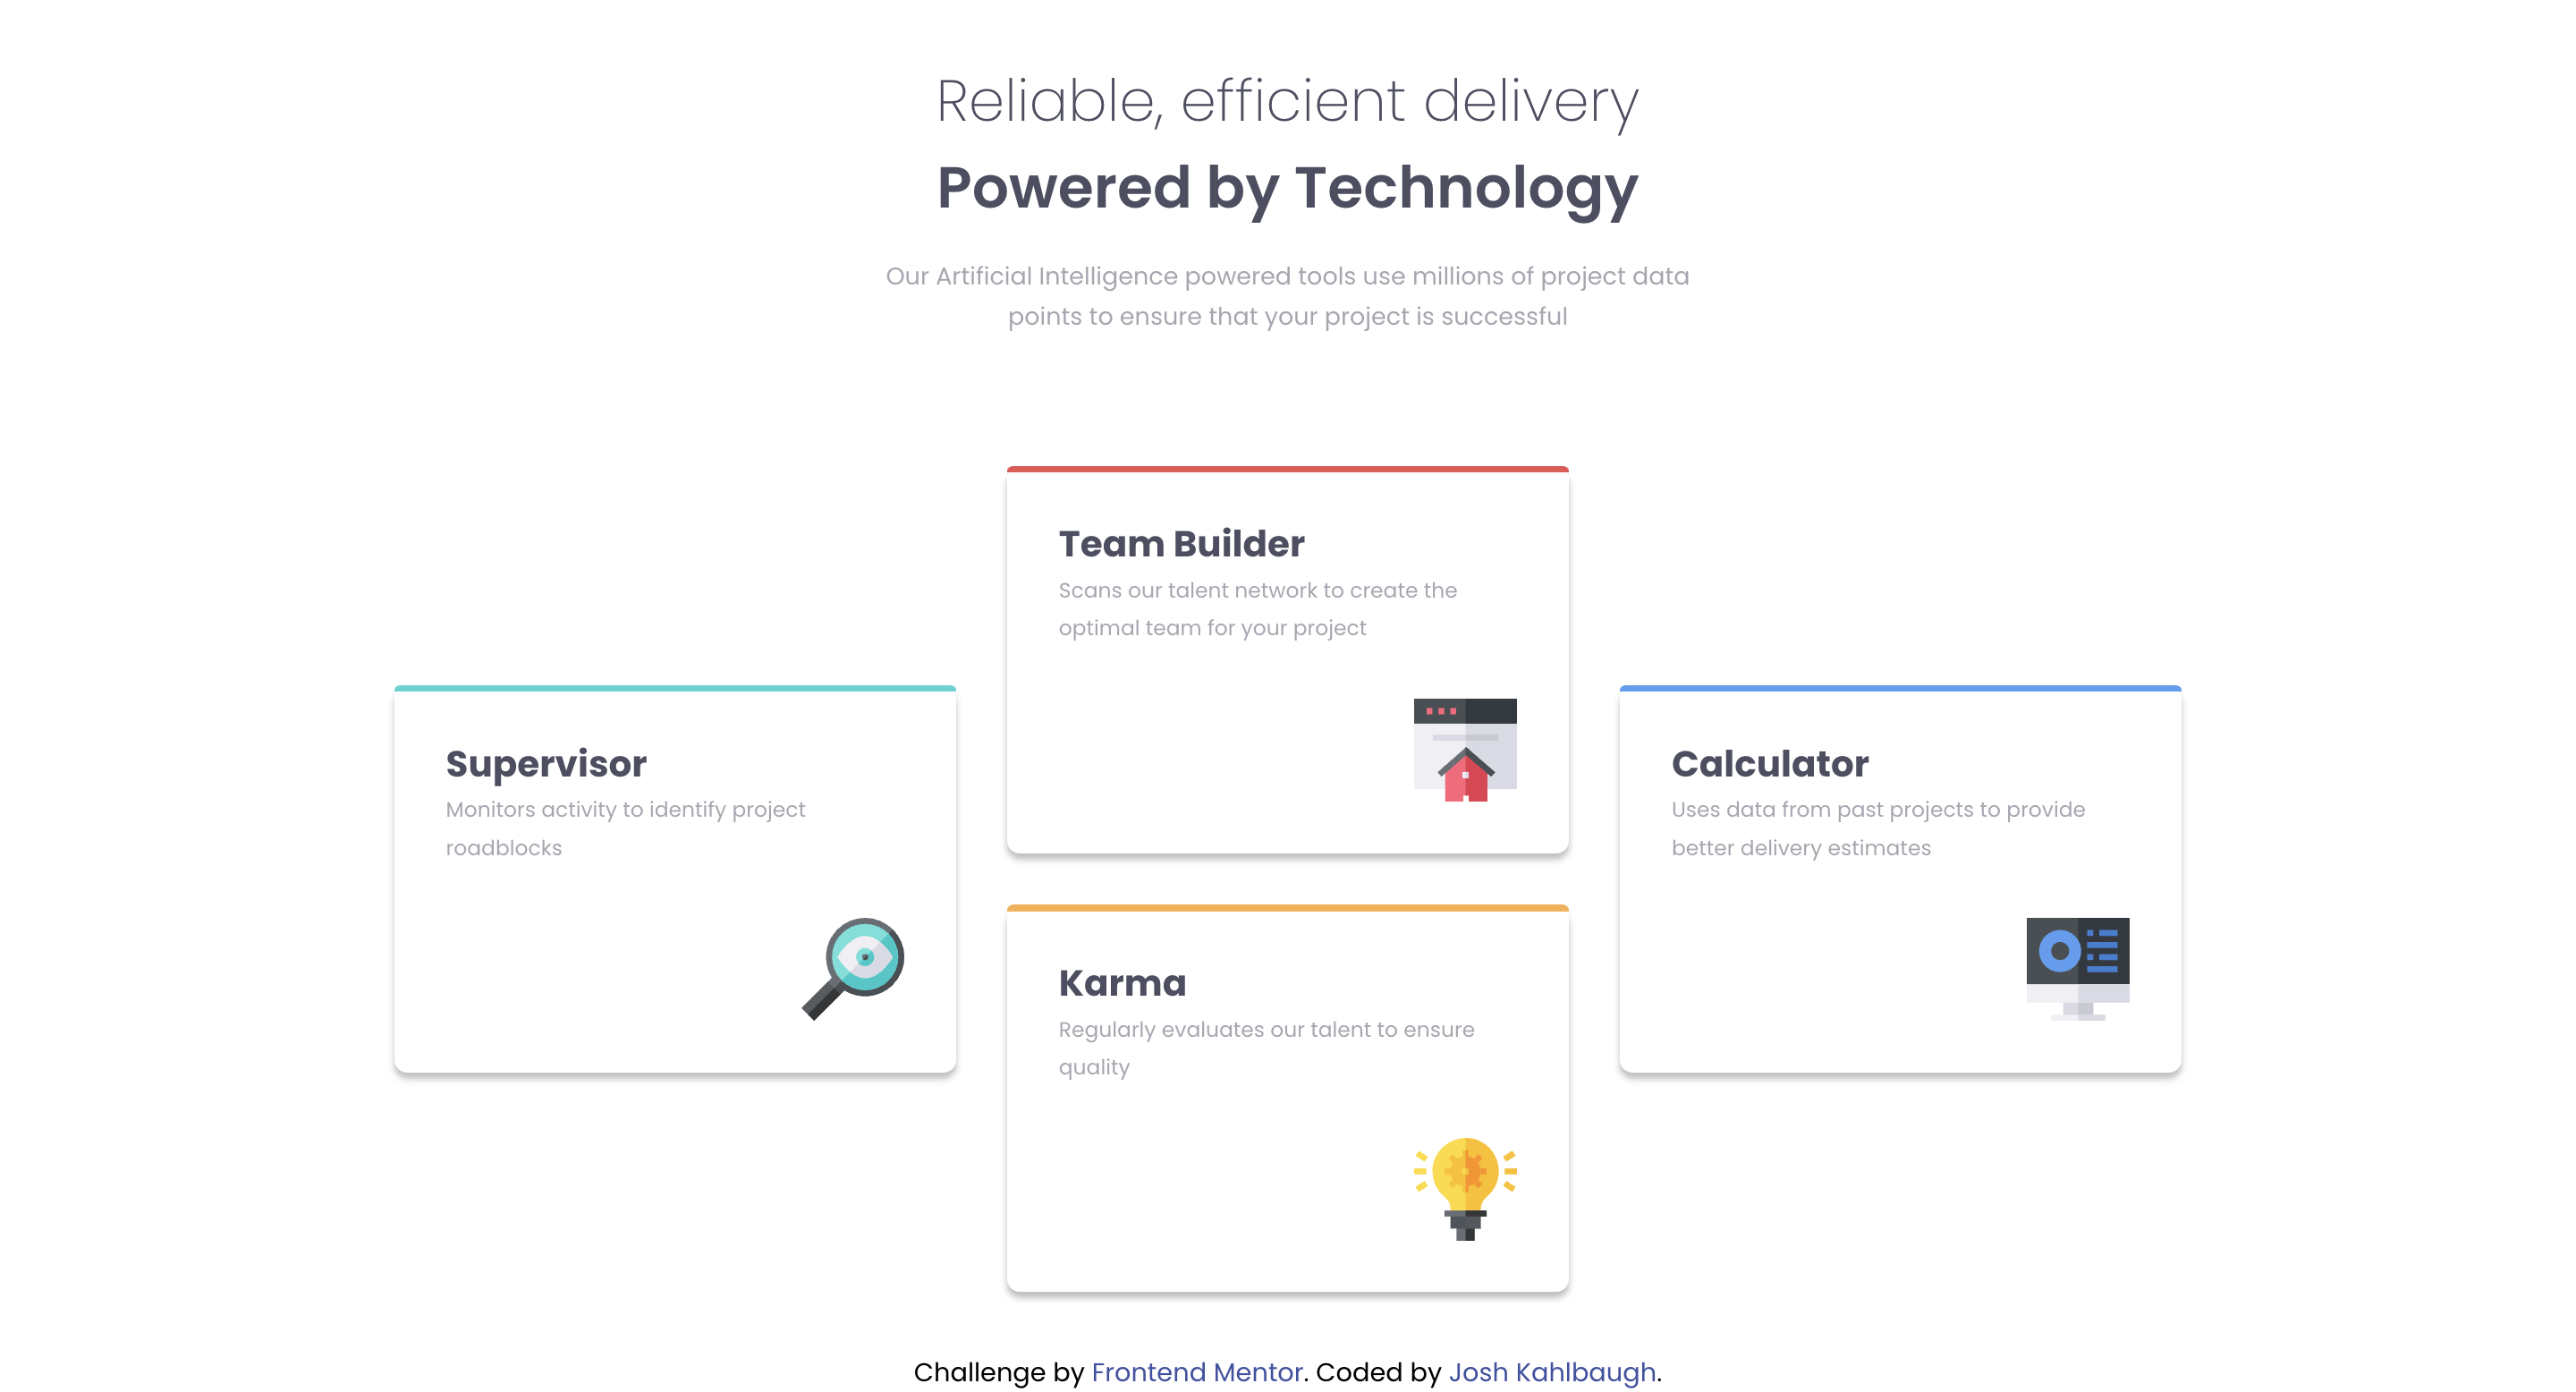 Reliable, efficient delivery
Powered by Technology
Our Artificial Intelligence powered tools use millions of project data
points to ensure that your project is successful
Supervisor
Monitors activity to identify project
roadblocks
Team Builder
Scans our talent network to create the
optimal team for your project
Karma
Regularly evaluates our talent to ensure
quality
Calculator
Uses data from past projects to provide
better delivery estimates
Challenge by Frontend Mentor. Coded by Josh Kahlbaugh.